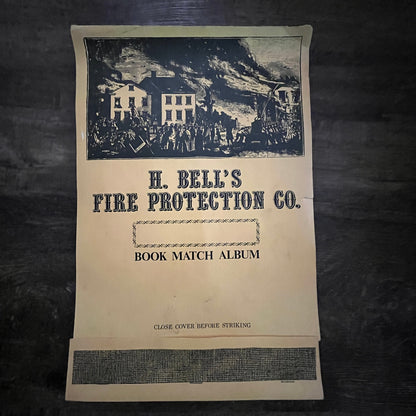 H. BELL'S
FIRE PROTECTION CO.
BOOK MATCH ALBUM
CLOSE COVER BEFORE STRIKING